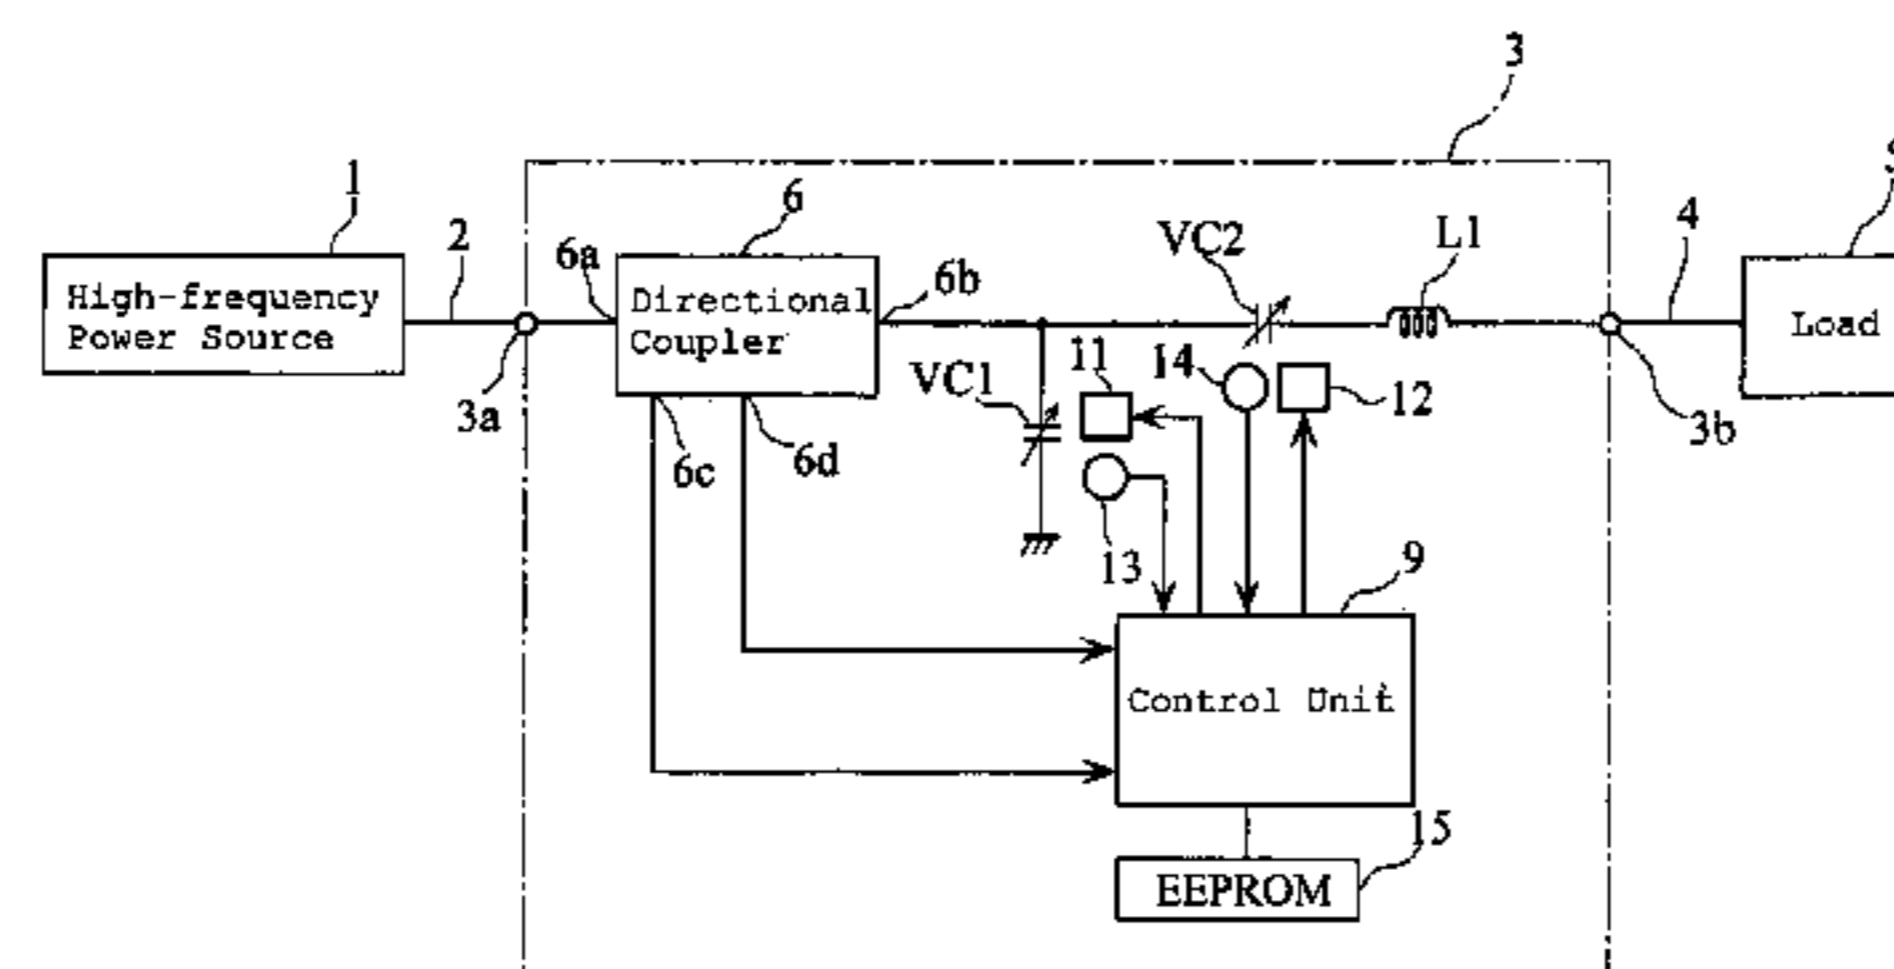 3
1
High-frequency
Power Source
2
3a
6a
6
Directional
Coupler
6b
6c
6d
VC1
VC2
L1
11
14
12
13
4
3b
Load
9
Control Unit
15
EEPROM